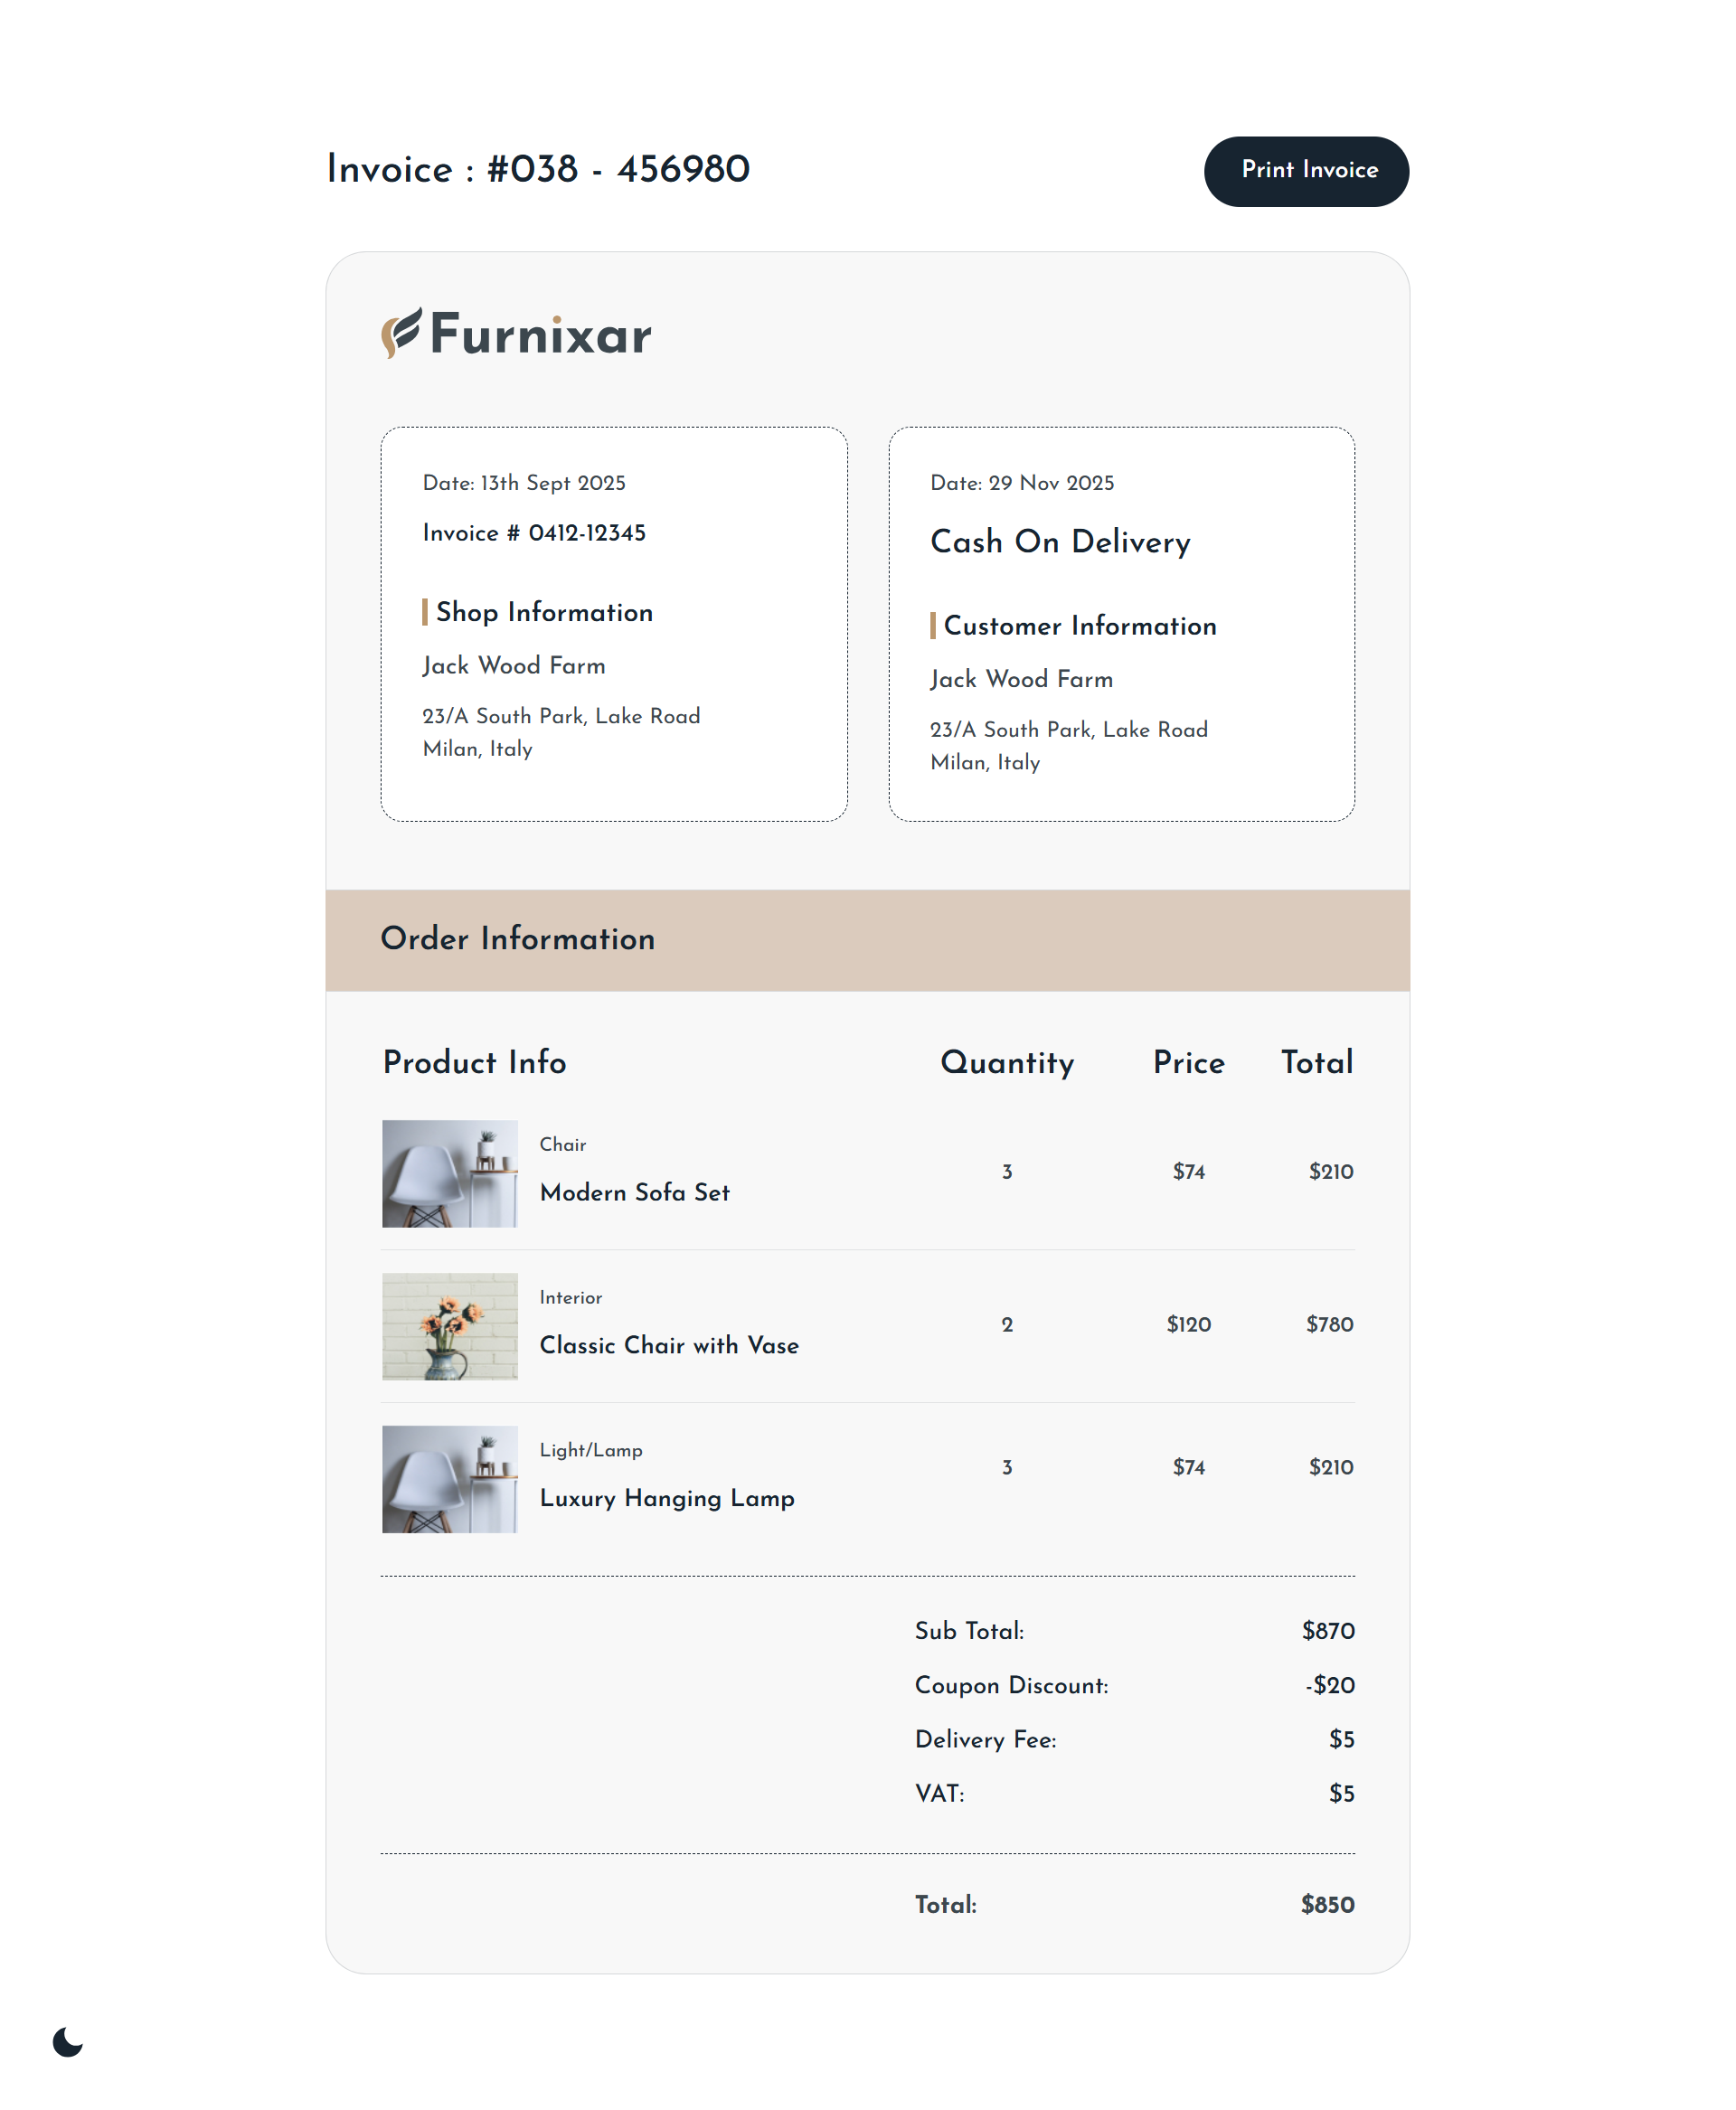 Invoice : #038 - 456980
Print Invoice
Furnixar
Date: 13th Sept 2025
Invoice # 0412-12345
Shop Information
Jack Wood Farm
23/A South Park, Lake Road
Milan, Italy
Date: 29 Nov 2025
Cash On Delivery
Customer Information
Jack Wood Farm
23/A South Park, Lake Road
Milan, Italy
Order Information
Product Info Quantity Price Total
Chair
Modern Sofa Set
3 $74 $210
Interior
Classic Chair with Vase
2 $120 $780
Light/Lamp
Luxury Hanging Lamp
3 $74 $210
Sub Total: $870
Coupon Discount: -$20
Delivery Fee: $5
VAT: $5
Total: $850